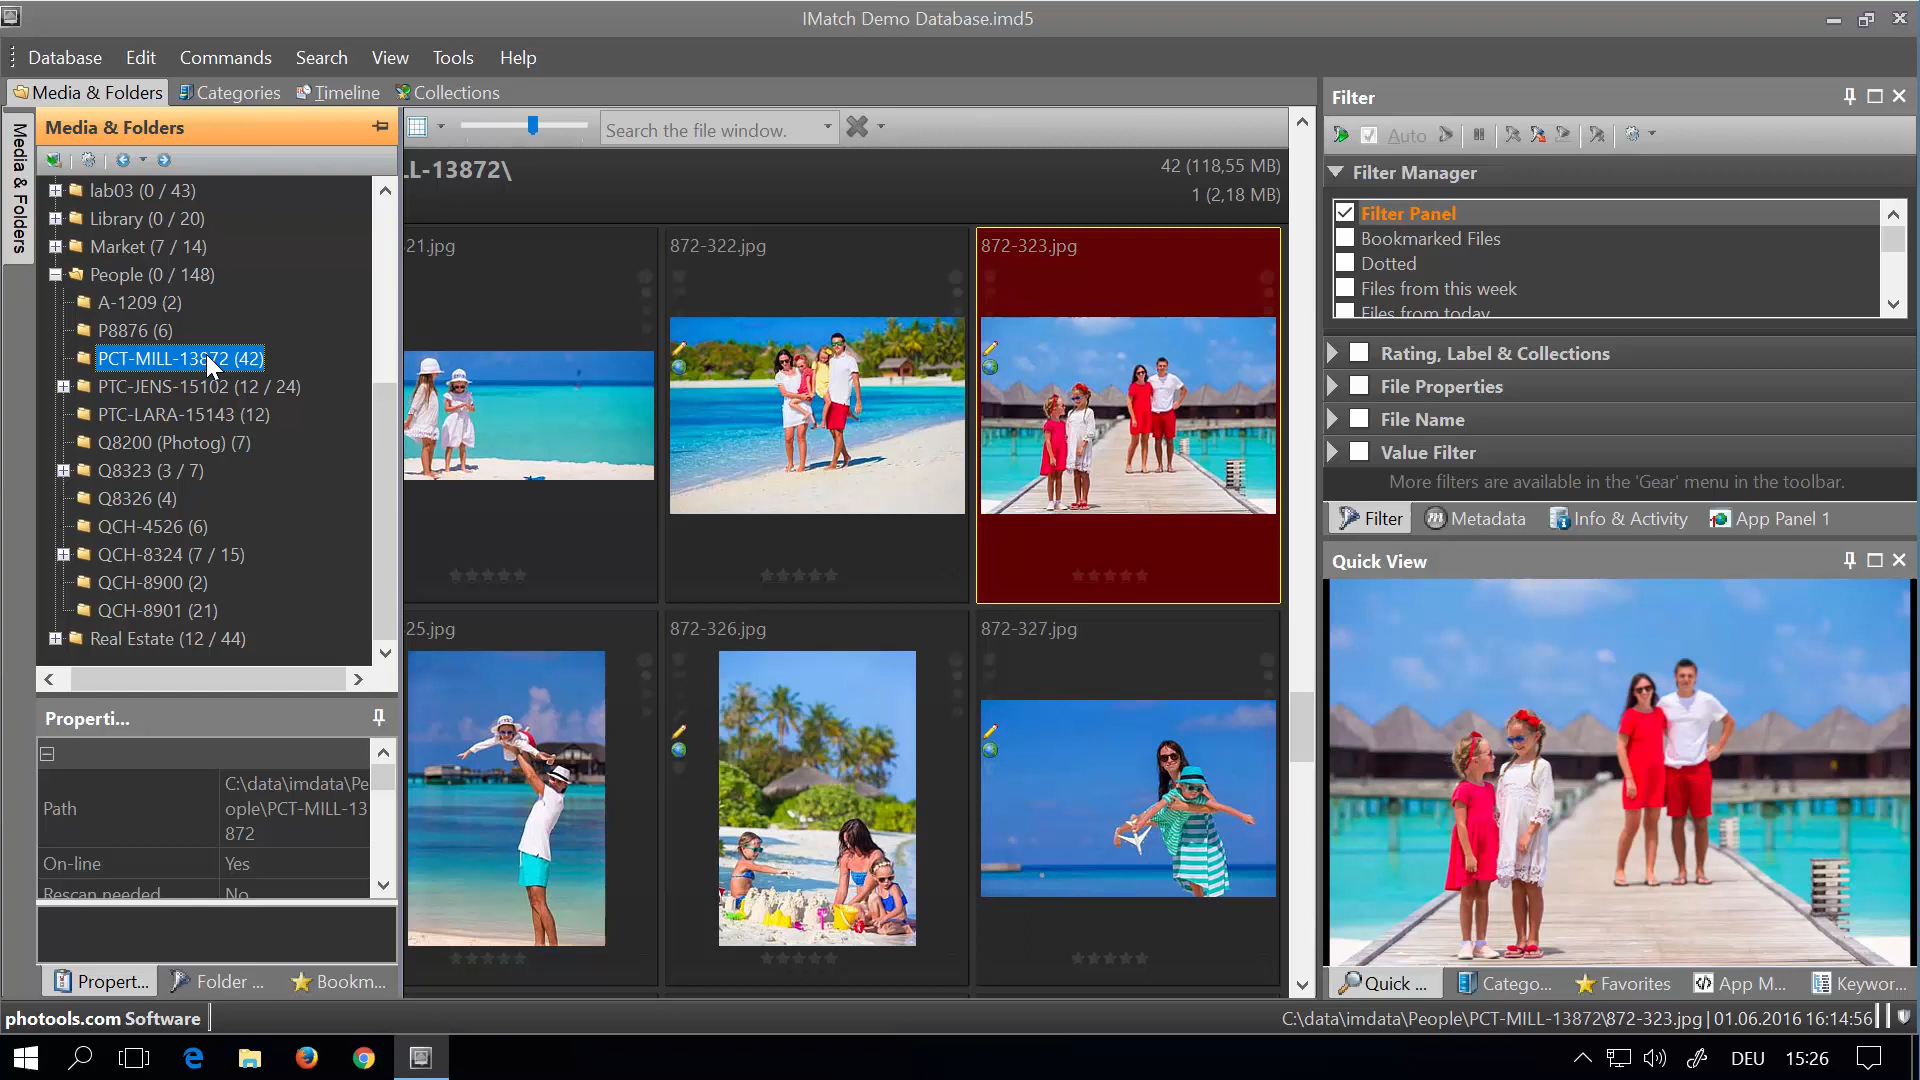 IMatch Demo Database.imd5
Database Edit Commands Search View Tools Help
Media & Folders Categories Timeline Collections
Media & Folders
Media & Folders
lab03 (0 / 43)
Library (0 / 20)
Market (7 / 14)
People (0 / 148)
A-1209 (2)
P8876 (6)
PCT-MILL-13872 (42)
PTC-JENS-15102 (12 / 24)
PTC-LARA-15143 (12)
Q8200 (Photog) (7)
Q8323 (3 / 7)
Q8326 (4)
QCH-4526 (6)
QCH-8324 (7 / 15)
QCH-8900 (2)
QCH-8901 (21)
Real Estate (12 / 44)
Properti...
Path
C:\data\imdata\Pe
ople\PCT-MILL-13
872
On-line Yes
Rescan needed No
Propert... Folder ... Bookm...
Search the file window.
LL-13872\
42 (118,55 MB)
1 (2,18 MB)
21.jpg 872-322.jpg 872-323.jpg
25.jpg 872-326.jpg 872-327.jpg
Filter
Auto
Filter Manager
Filter Panel
Bookmarked Files
Dotted
Files from this week
Files from today
Rating, Label & Collections
File Properties
File Name
Value Filter
More filters are available in the 'Gear' menu in the toolbar.
Filter Metadata Info & Activity App Panel 1
Quick View
Quick ... Catego... Favorites App M... Keywor...
photools.com Software
C:\data\imdata\People\PCT-MILL-13872\872-323.jpg | 01.06.2016 16:14:56
DEU 15:26